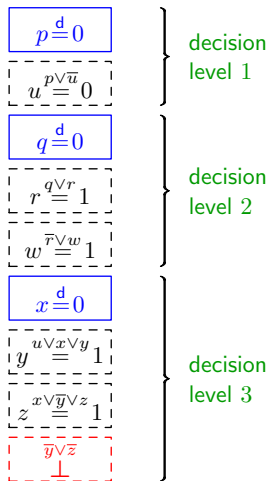 p =ᵈ 0
decision
level 1
u =^{p∨u̅} 0
q =ᵈ 0
decision
level 2
r =^{q∨r} 1
w =^{r̅∨w} 1
x =ᵈ 0
y =^{u∨x∨y} 1
decision
level 3
z =^{x∨y̅∨z} 1
y̅∨z̅
⊥